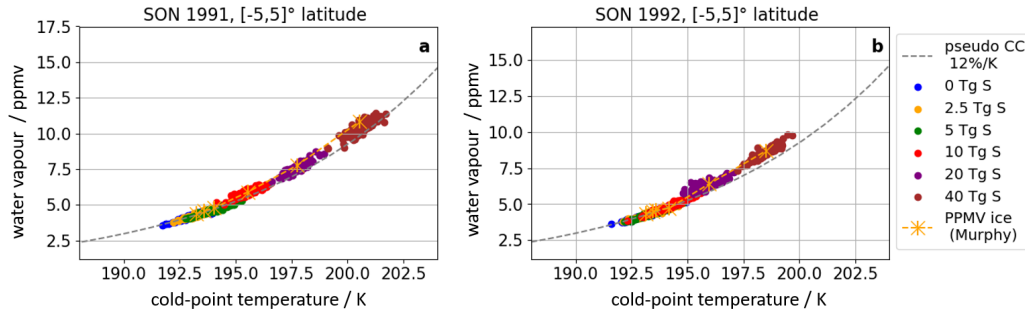 SON 1991, [-5,5]° latitude
17.5
15.0
12.5
10.0
7.5
5.0
2.5
water vapour / ppmv
a
190.0 192.5 195.0 197.5 200.0 202.5
cold-point temperature / K
SON 1992, [-5,5]° latitude
15.0
12.5
10.0
7.5
5.0
2.5
water vapour / ppmv
b
190.0 192.5 195.0 197.5 200.0 202.5
cold-point temperature / K
pseudo CC
12%/K
0 Tg S
2.5 Tg S
5 Tg S
10 Tg S
20 Tg S
40 Tg S
PPMV ice
(Murphy)